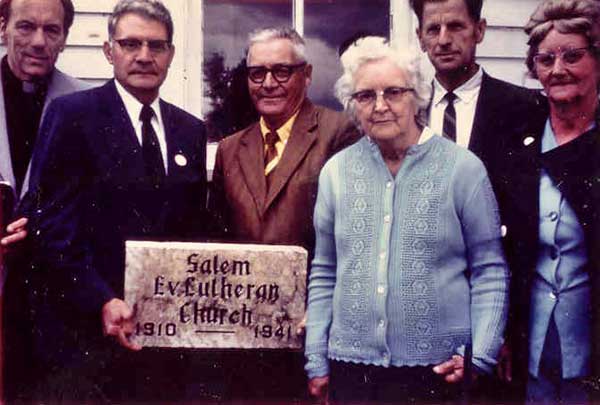 Salem
Ev. Lutheran
Church
1910 — 1941